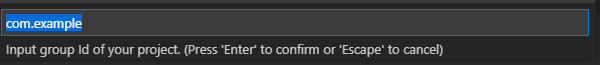 com.example
Input group Id of your project. (Press 'Enter' to confirm or 'Escape' to cancel)